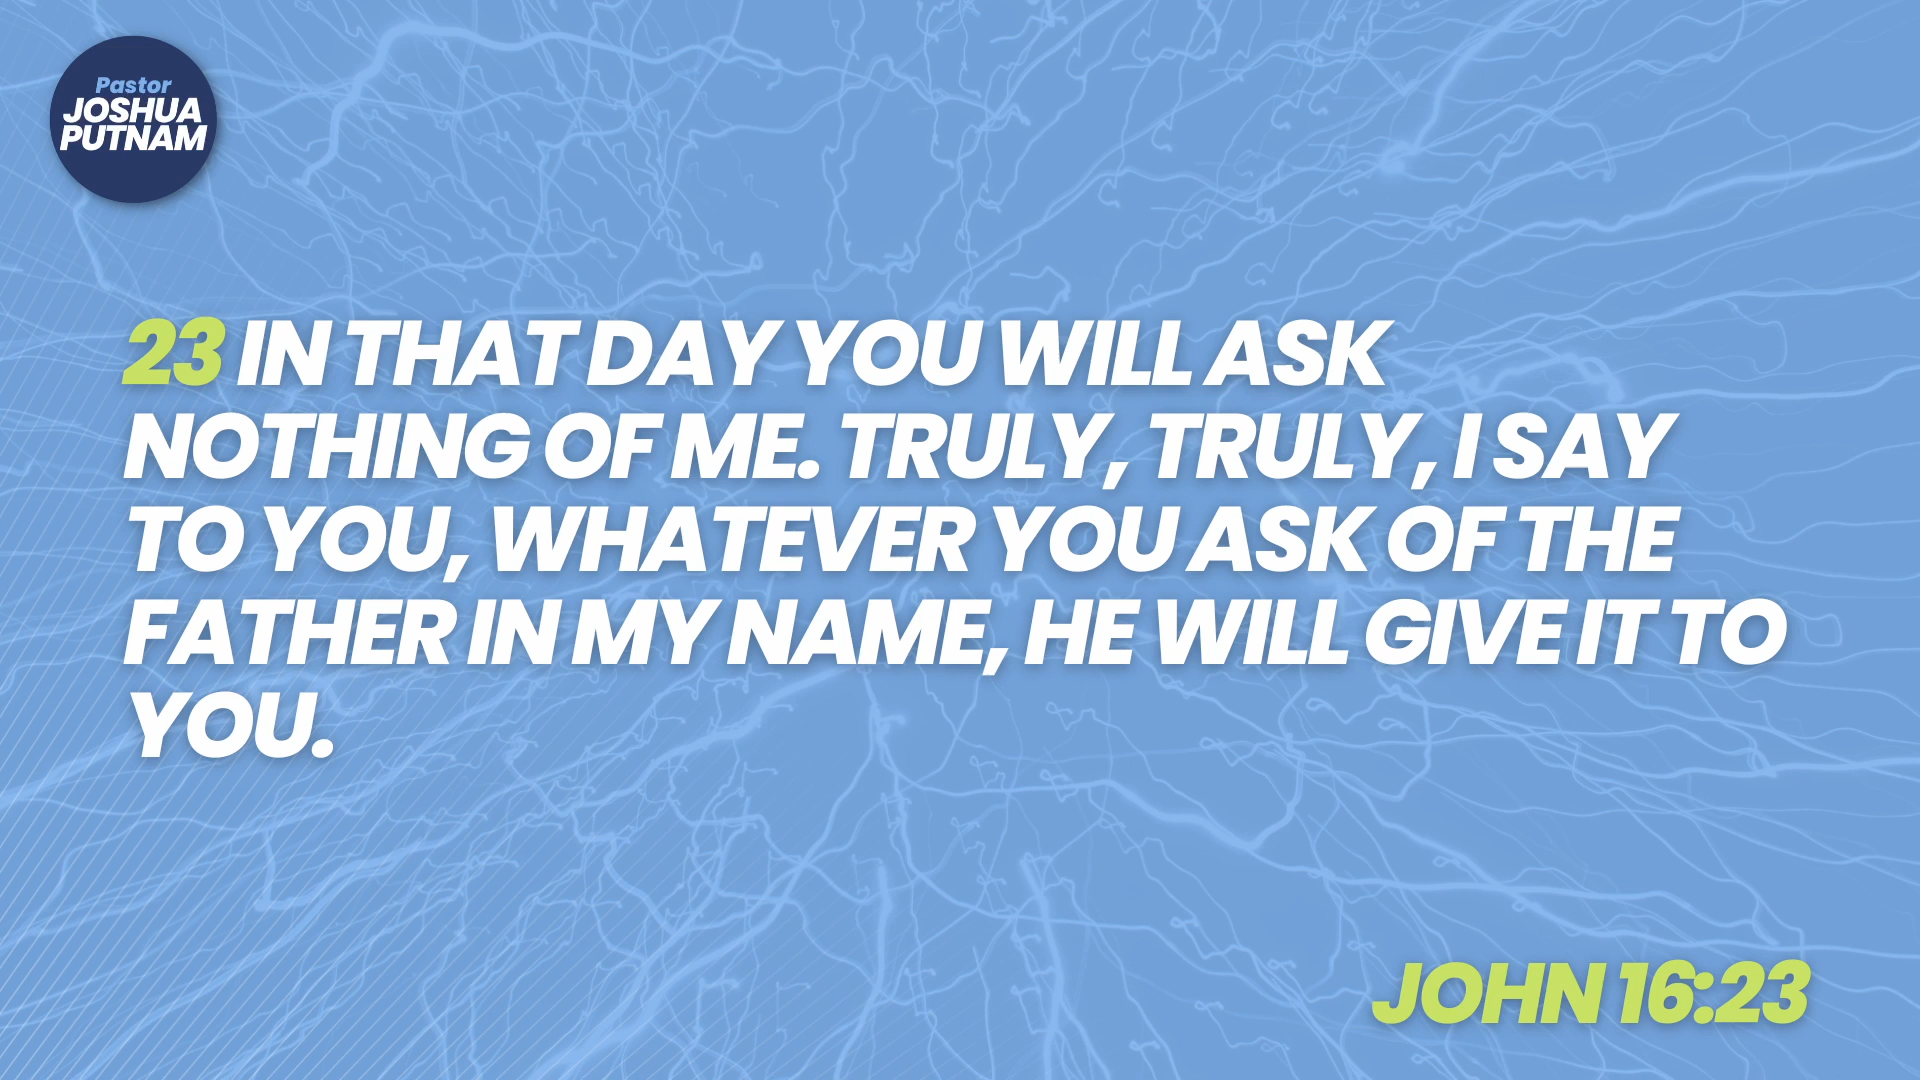 Pastor
JOSHUA
PUTNAM
23 IN THAT DAY YOU WILL ASK
NOTHING OF ME. TRULY, TRULY, I SAY
TO YOU, WHATEVER YOU ASK OF THE
FATHER IN MY NAME, HE WILL GIVE IT TO
YOU.
JOHN 16:23